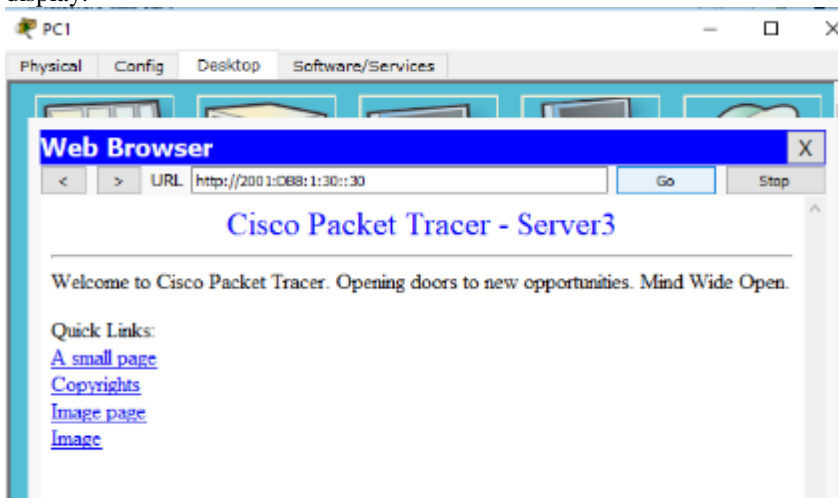 display.
PC1
Physical Config Desktop Software/Services
Web Browser X
< > URL http://2001:DB8:1:30::30 Go Stop
Cisco Packet Tracer - Server3
Welcome to Cisco Packet Tracer. Opening doors to new opportunities. Mind Wide Open.
Quick Links:
A small page
Copyrights
Image page
Image